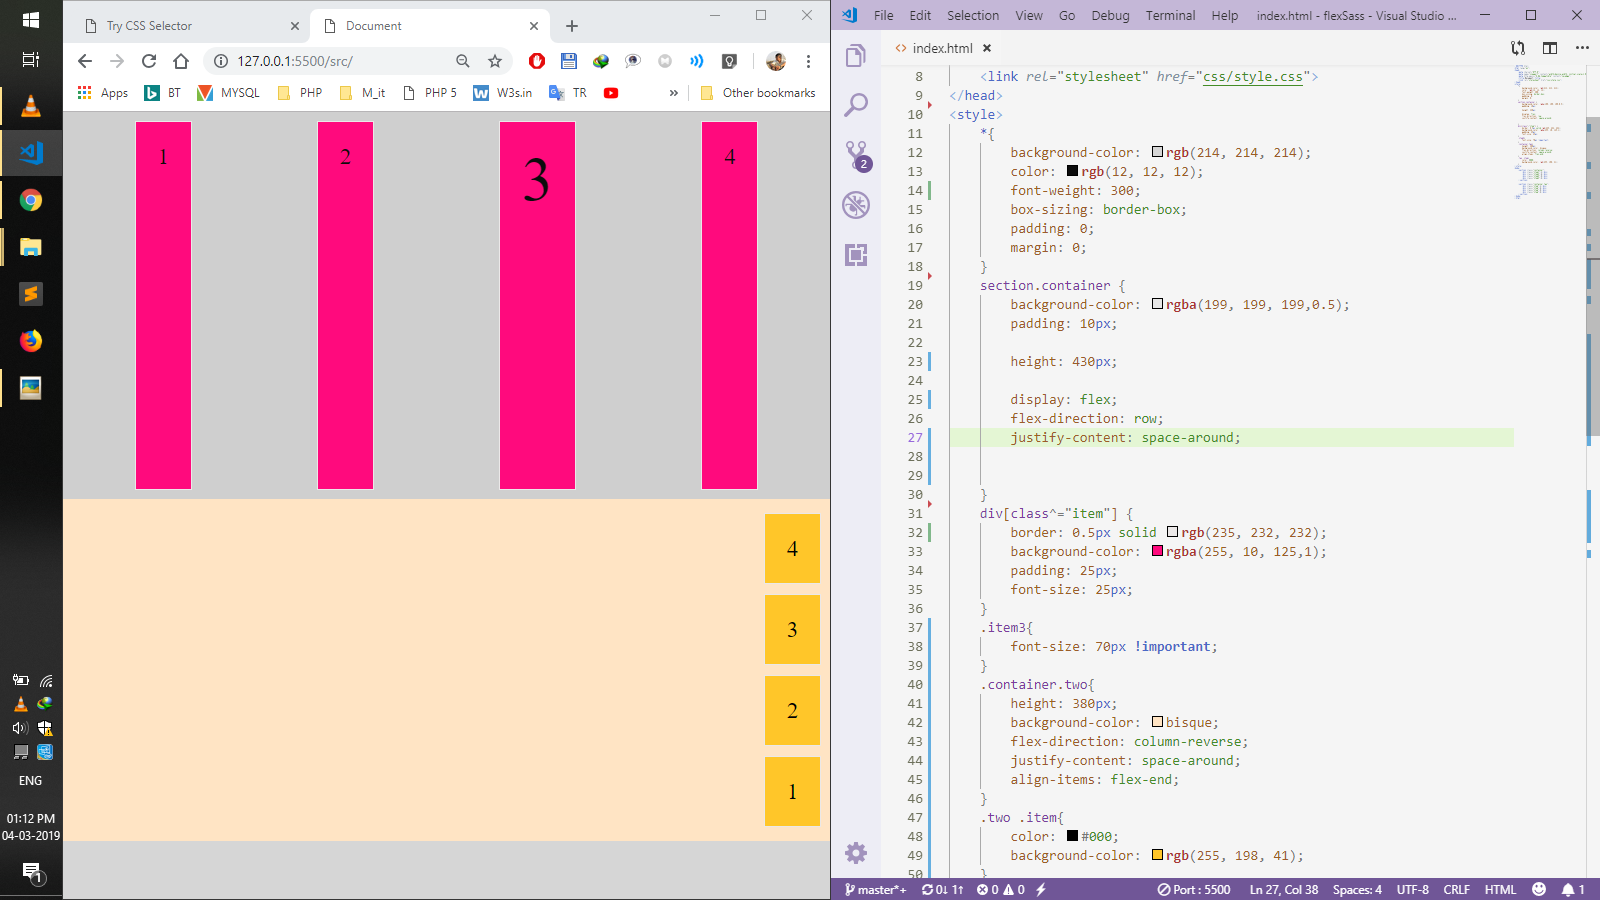 Try CSS Selector
Document
127.0.0.1:5500/src/
Apps BT MYSQL PHP M_it PHP 5 W3s.in TR » Other bookmarks
1 2 3 4
4
3
2
1
ENG
01:12 PM
04-03-2019
1
File Edit Selection View Go Debug Terminal Help index.html - flexSass - Visual Studio ...
<> index.html
2
8 <link rel="stylesheet" href="css/style.css">
9 </head>
10 <style>
11 *{
12 background-color: rgb(214, 214, 214);
13 color: rgb(12, 12, 12);
14 font-weight: 300;
15 box-sizing: border-box;
16 padding: 0;
17 margin: 0;
18 }
19 section.container {
20 background-color: rgba(199, 199, 199,0.5);
21 padding: 10px;
22
23 height: 430px;
24
25 display: flex;
26 flex-direction: row;
27 justify-content: space-around;
28
29
30 }
31 div[class^="item"] {
32 border: 0.5px solid rgb(235, 232, 232);
33 background-color: rgba(255, 10, 125,1);
34 padding: 25px;
35 font-size: 25px;
36 }
37 .item3{
38 font-size: 70px !important;
39 }
40 .container.two{
41 height: 380px;
42 background-color: bisque;
43 flex-direction: column-reverse;
44 justify-content: space-around;
45 align-items: flex-end;
46 }
47 .two .item{
48 color: #000;
49 background-color: rgb(255, 198, 41);
50 }
master*+ 0↓ 1↑ 0 0 Port : 5500 Ln 27, Col 38 Spaces: 4 UTF-8 CRLF HTML 1